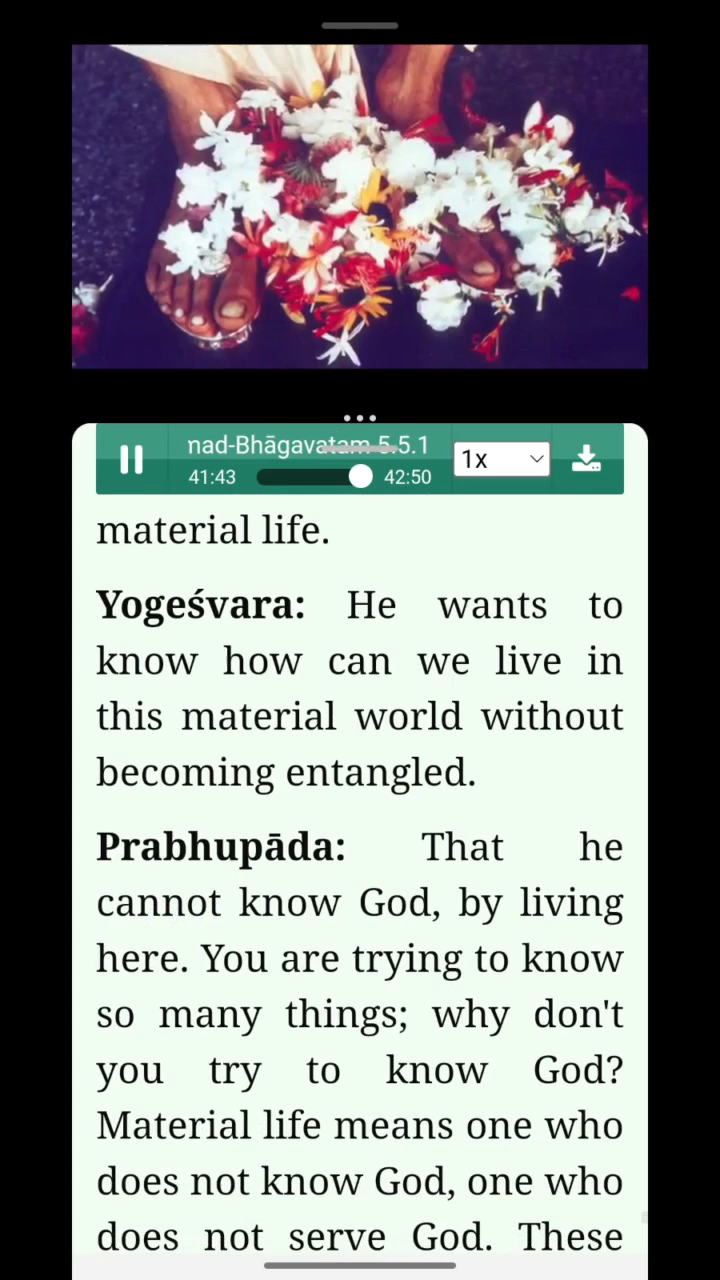 nad-Bhāgavatam 5.5.1
1x
41:43
42:50
material life.
Yogeśvara: He wants to
know how can we live in
this material world without
becoming entangled.
Prabhupāda: That he
cannot know God, by living
here. You are trying to know
so many things; why don't
you try to know God?
Material life means one who
does not know God, one who
does not serve God. These